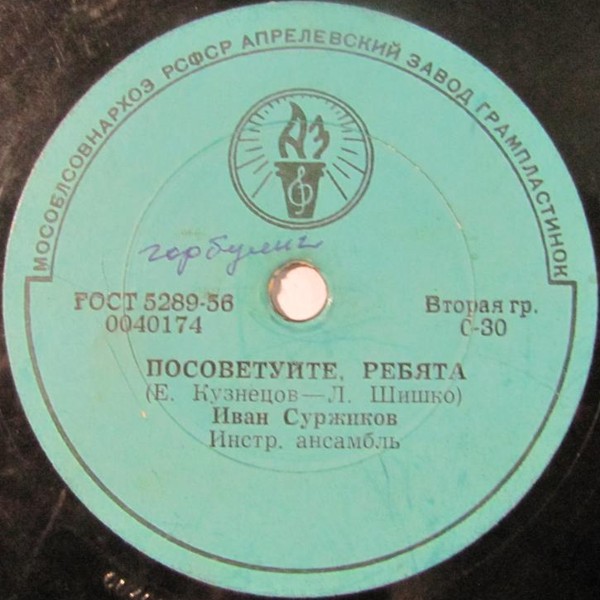 МОСОБЛСОВНАРХОЗ РСФСР АПРЕЛЕВСКИЙ ЗАВОД ГРАМПЛАСТИНОК
АЗ
ГОСТ 5289-56
0040174
Вторая гр.
0-30
ПОСОВЕТУЙТЕ, РЕБЯТА
(Е. Кузнецов—Л. Шишко)
Иван Суржиков
Инстр. ансамбль